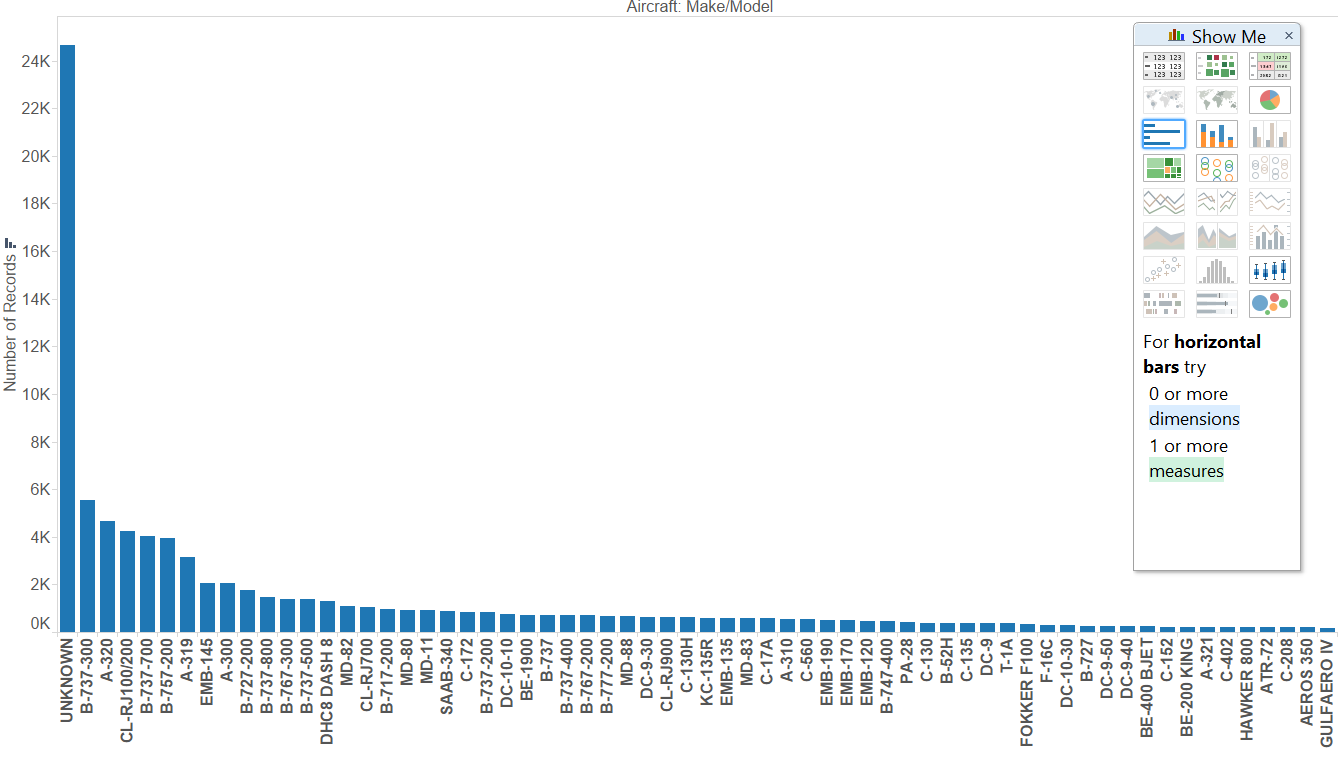 Aircraft: Make/Model
Number of Records
24K
22K
20K
18K
16K
14K
12K
10K
8K
6K
4K
2K
0K
UNKNOWN
B-737-300
A-320
CL-RJ100/200
B-737-700
B-757-200
A-319
EMB-145
A-300
B-727-200
B-737-800
B-767-300
B-737-500
DHC8 DASH 8
MD-82
CL-RJ700
B-717-200
MD-80
MD-11
SAAB-340
C-172
B-737-200
DC-10-10
BE-1900
B-737
B-737-400
B-767-200
B-777-200
MD-88
DC-9-30
CL-RJ900
C-130H
KC-135R
EMB-135
MD-83
C-17A
A-310
C-560
EMB-190
EMB-170
EMB-120
B-747-400
PA-28
C-130
B-52H
C-135
DC-9
T-1A
FOKKER F100
F-16C
DC-10-30
B-727
DC-9-50
DC-9-40
BE-400 BJET
C-152
BE-200 KING
A-321
C-402
HAWKER 800
ATR-72
C-208
AEROS 350
GULFAERO IV
Show Me ×
For horizontal
bars try
0 or more
dimensions
1 or more
measures